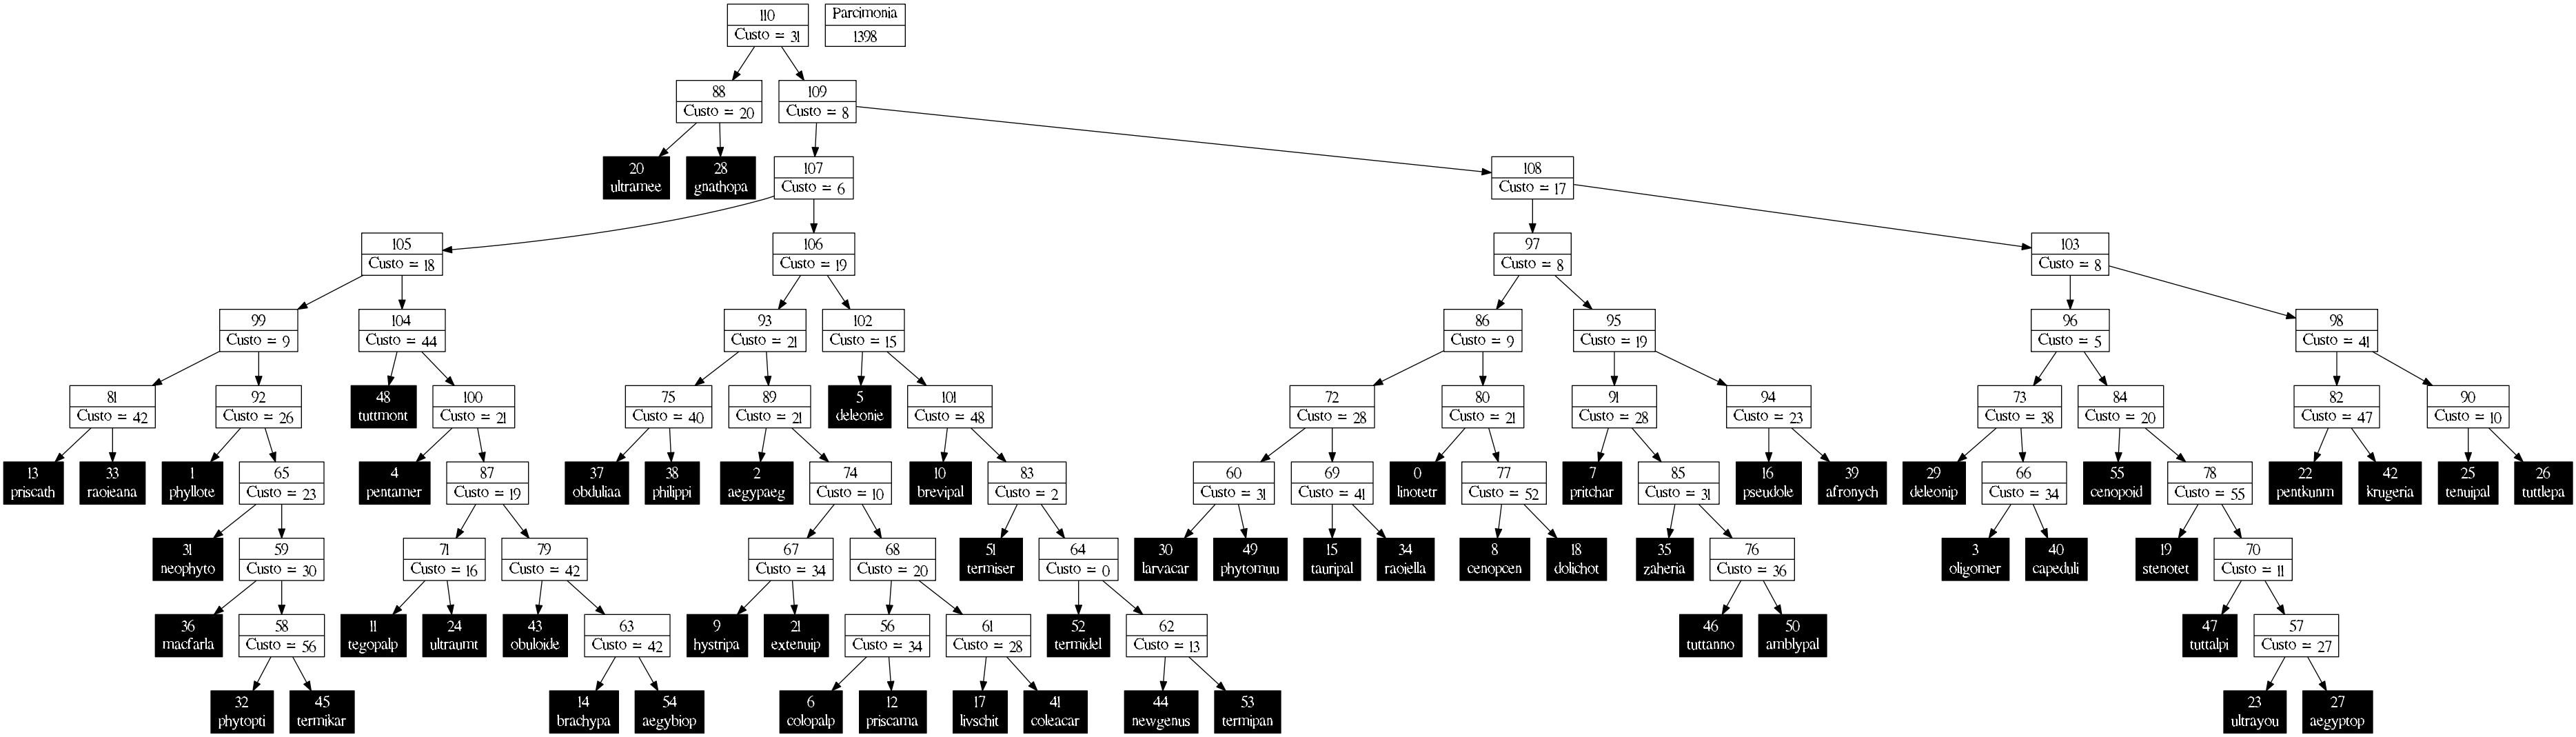 110
Custo = 31
Parcimonia
1398
88
Custo = 20
109
Custo = 8
20
ultramee
28
gnathopa
107
Custo = 6
108
Custo = 17
105
Custo = 18
106
Custo = 19
97
Custo = 8
103
Custo = 8
99
Custo = 9
104
Custo = 44
93
Custo = 21
102
Custo = 15
86
Custo = 9
95
Custo = 19
96
Custo = 5
98
Custo = 41
81
Custo = 42
92
Custo = 26
48
tuttmont
100
Custo = 21
75
Custo = 40
89
Custo = 21
5
deleonie
101
Custo = 48
72
Custo = 28
80
Custo = 21
91
Custo = 28
94
Custo = 23
73
Custo = 38
84
Custo = 20
82
Custo = 47
90
Custo = 10
13
priscath
33
raoieana
1
phyllote
65
Custo = 23
4
pentamer
87
Custo = 19
37
obduliaa
38
philippi
2
aegypaeg
74
Custo = 10
10
brevipal
83
Custo = 2
60
Custo = 31
69
Custo = 41
0
linotetr
77
Custo = 52
7
pritchar
85
Custo = 31
16
pseudole
39
afronych
29
deleonip
66
Custo = 34
55
cenopoid
78
Custo = 55
22
pentkunm
42
krugeria
25
tenuipal
26
tuttlepa
31
neophyto
59
Custo = 30
71
Custo = 16
79
Custo = 42
67
Custo = 34
68
Custo = 20
51
termiser
64
Custo = 0
30
larvacar
49
phytomuu
15
tauripal
34
raoiella
8
cenopcen
18
dolichot
35
zaheria
76
Custo = 36
3
oligomer
40
capeduli
19
stenotet
70
Custo = 11
36
macfarla
58
Custo = 56
11
tegopalp
24
ultraumt
43
obuloide
63
Custo = 42
9
hystripa
21
extenuip
56
Custo = 34
61
Custo = 28
52
termidel
62
Custo = 13
46
tuttanno
50
amblypal
47
tuttalpi
57
Custo = 27
32
phytopti
45
termikar
14
brachypa
54
aegybiop
6
colopalp
12
priscama
17
livschit
41
coleacar
44
newgenus
53
termipan
23
ultrayou
27
aegyptop